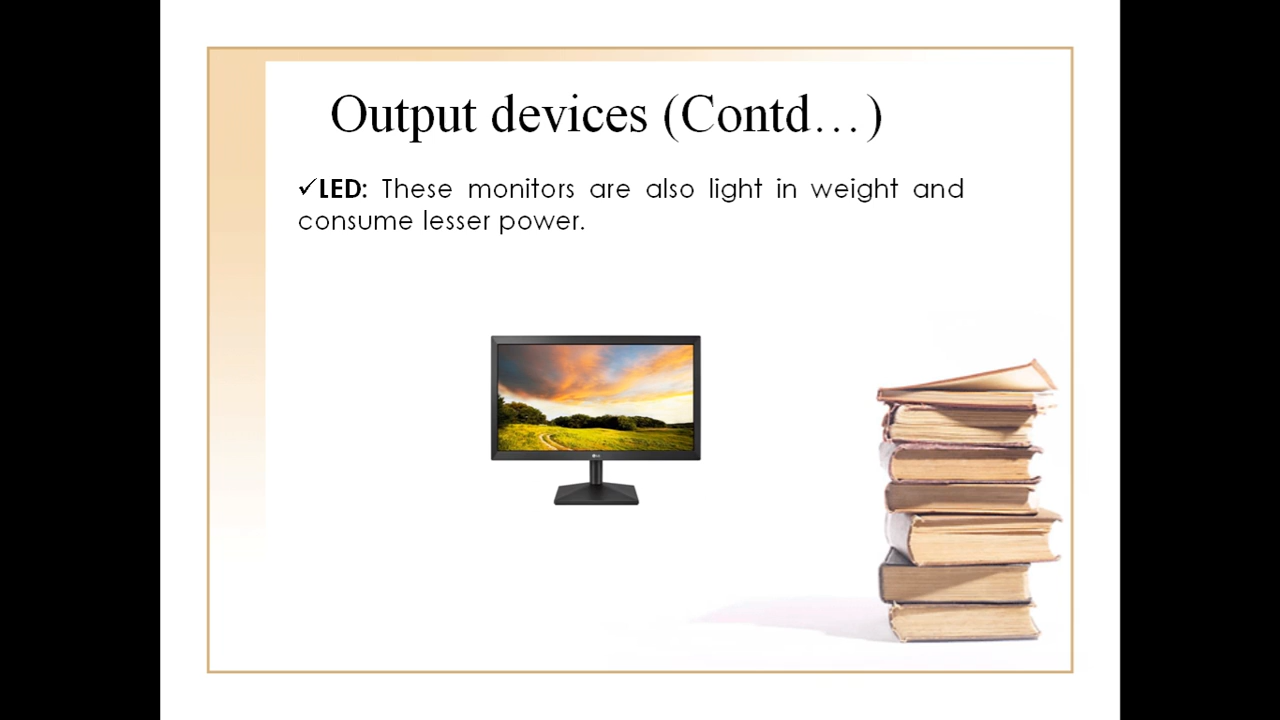 Output devices (Contd...)
✓LED: These monitors are also light in weight and
consume lesser power.